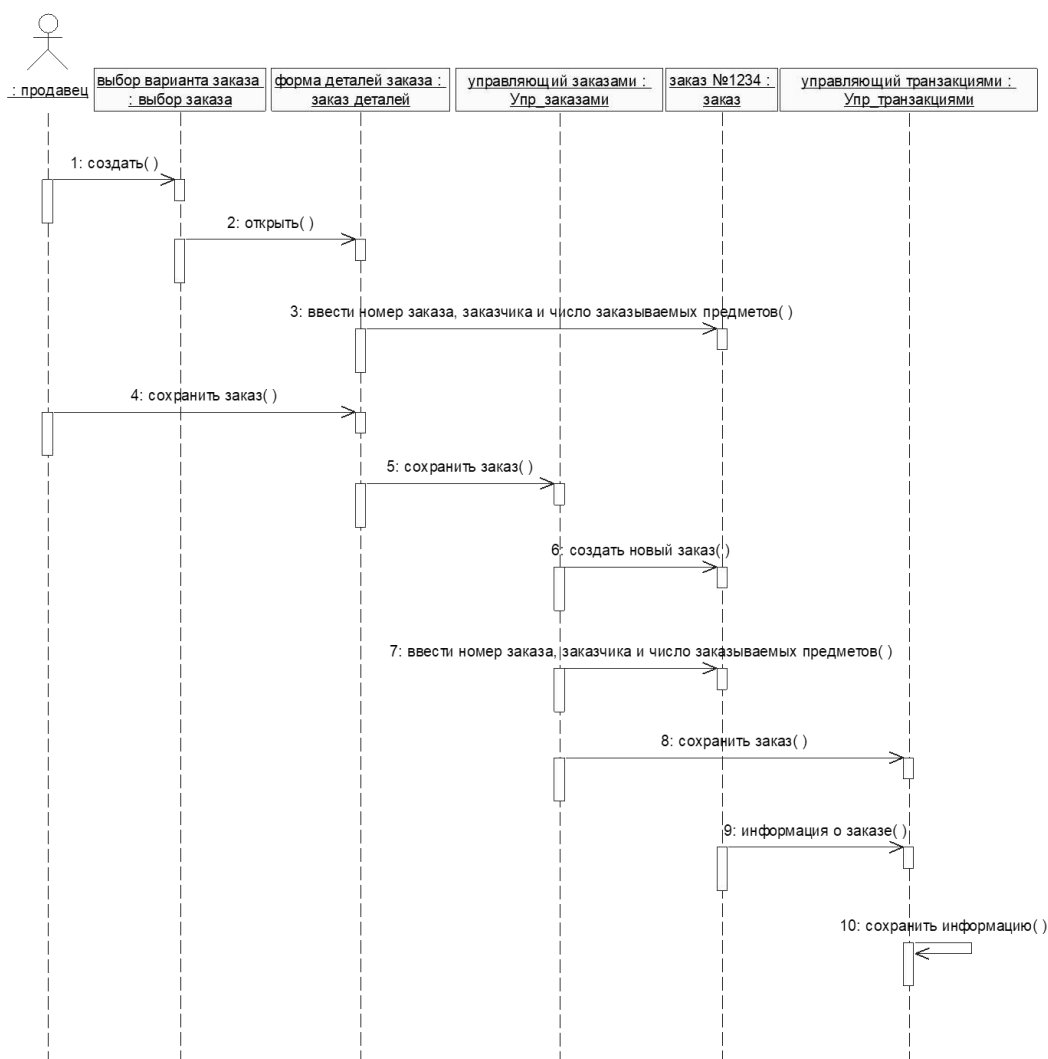 : продавец
выбор варианта заказа
: выбор заказа
форма деталей заказа :
заказ деталей
управляющий заказами :
Упр_заказами
заказ №1234 :
заказ
управляющий транзакциями :
Упр_транзакциями
1: создать( )
2: открыть( )
3: ввести номер заказа, заказчика и число заказываемых предметов( )
4: сохранить заказ( )
5: сохранить заказ( )
6: создать новый заказ( )
7: ввести номер заказа, заказчика и число заказываемых предметов( )
8: сохранить заказ( )
9: информация о заказе( )
10: сохранить информацию( )